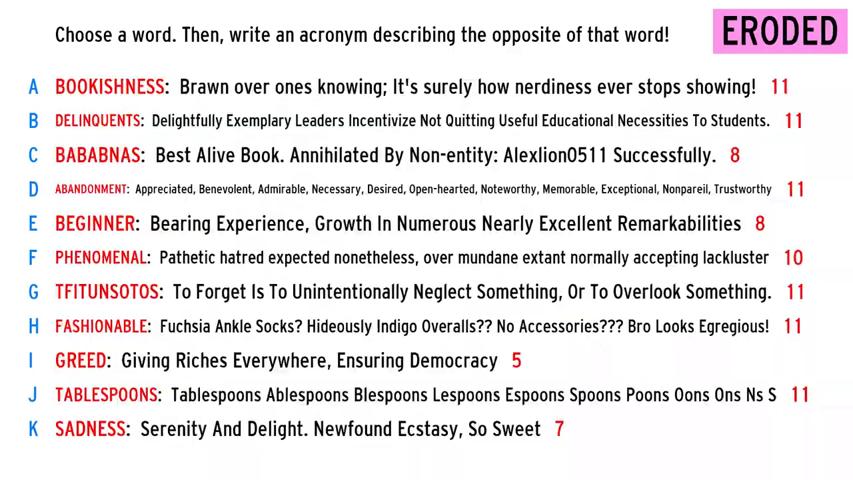 Choose a word. Then, write an acronym describing the opposite of that word!
ERODED
A BOOKISHNESS: Brawn over ones knowing; It's surely how nerdiness ever stops showing! 11
B DELINQUENTS: Delightfully Exemplary Leaders Incentivize Not Quitting Useful Educational Necessities To Students. 11
C BABABNAS: Best Alive Book. Annihilated By Non-entity: Alexlion0511 Successfully. 8
D ABANDONMENT: Appreciated, Benevolent, Admirable, Necessary, Desired, Open-hearted, Noteworthy, Memorable, Exceptional, Nonpareil, Trustworthy 11
E BEGINNER: Bearing Experience, Growth In Numerous Nearly Excellent Remarkabilities 8
F PHENOMENAL: Pathetic hatred expected nonetheless, over mundane extant normally accepting lackluster 10
G TFITUNSOTOS: To Forget Is To Unintentionally Neglect Something, Or To Overlook Something. 11
H FASHIONABLE: Fuchsia Ankle Socks? Hideously Indigo Overalls?? No Accessories??? Bro Looks Egregious! 11
I GREED: Giving Riches Everywhere, Ensuring Democracy 5
J TABLESPOONS: Tablespoons Ablespoons Blespoons Lespoons Espoons Spoons Poons Oons Ons Ns S 11
K SADNESS: Serenity And Delight. Newfound Ecstasy, So Sweet 7